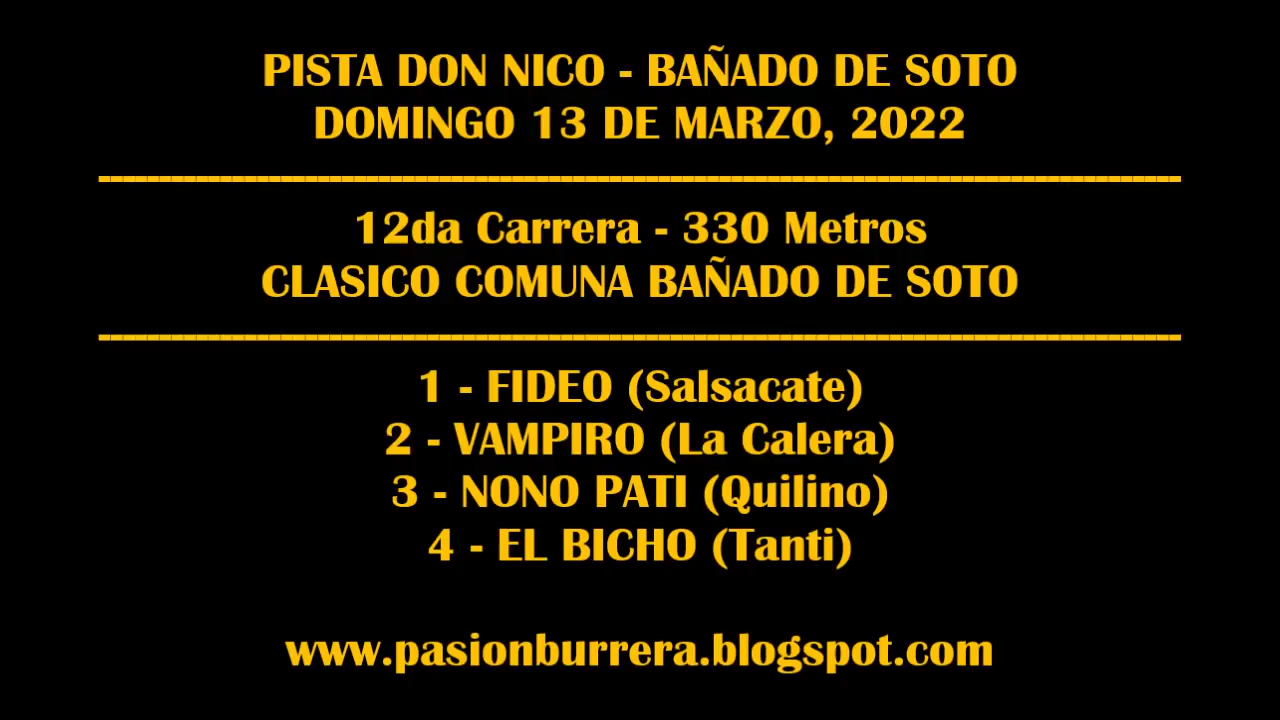 PISTA DON NICO - BAÑADO DE SOTO
DOMINGO 13 DE MARZO, 2022
12da Carrera - 330 Metros
CLASICO COMUNA BAÑADO DE SOTO
1 - FIDEO (Salsacate)
2 - VAMPIRO (La Calera)
3 - NONO PATI (Quilino)
4 - EL BICHO (Tanti)
www.pasionburrera.blogspot.com